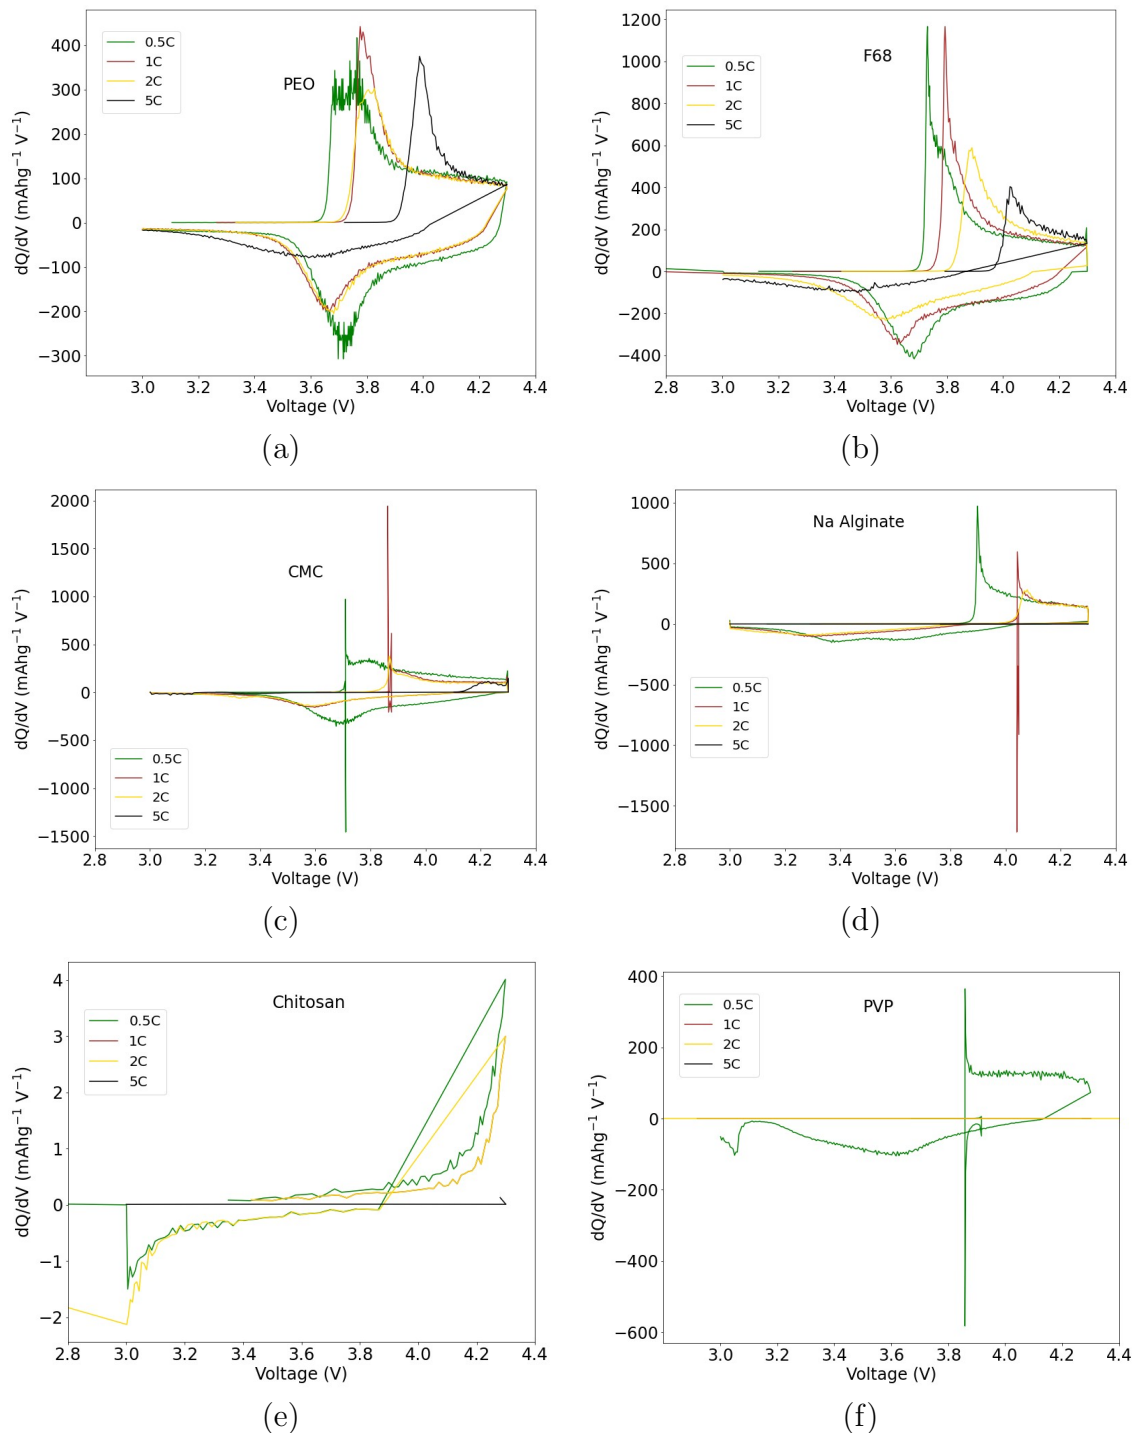 400
300
200
100
0
−100
−200
−300
dQ/dV (mAhg⁻¹ V⁻¹)
0.5C
1C
2C
5C
PEO
3.0 3.2 3.4 3.6 3.8 4.0 4.2 4.4
Voltage (V)
(a)
1200
1000
800
600
400
200
0
−200
−400
dQ/dV (mAhg⁻¹ V⁻¹)
0.5C
1C
2C
5C
F68
2.8 3.0 3.2 3.4 3.6 3.8 4.0 4.2 4.4
Voltage (V)
(b)
2000
1500
1000
500
0
−500
−1000
−1500
dQ/dV (mAhg⁻¹ V⁻¹)
CMC
0.5C
1C
2C
5C
2.8 3.0 3.2 3.4 3.6 3.8 4.0 4.2 4.4
Voltage (V)
(c)
1000
500
0
−500
−1000
−1500
dQ/dV (mAhg⁻¹ V⁻¹)
Na Alginate
0.5C
1C
2C
5C
2.8 3.0 3.2 3.4 3.6 3.8 4.0 4.2 4.4
Voltage (V)
(d)
4
3
2
1
0
−1
−2
dQ/dV (mAhg⁻¹ V⁻¹)
Chitosan
0.5C
1C
2C
5C
2.8 3.0 3.2 3.4 3.6 3.8 4.0 4.2 4.4
Voltage (V)
(e)
400
200
0
−200
−400
−600
dQ/dV (mAhg⁻¹ V⁻¹)
0.5C
1C
2C
5C
PVP
3.0 3.2 3.4 3.6 3.8 4.0 4.2 4.4
Voltage (V)
(f)